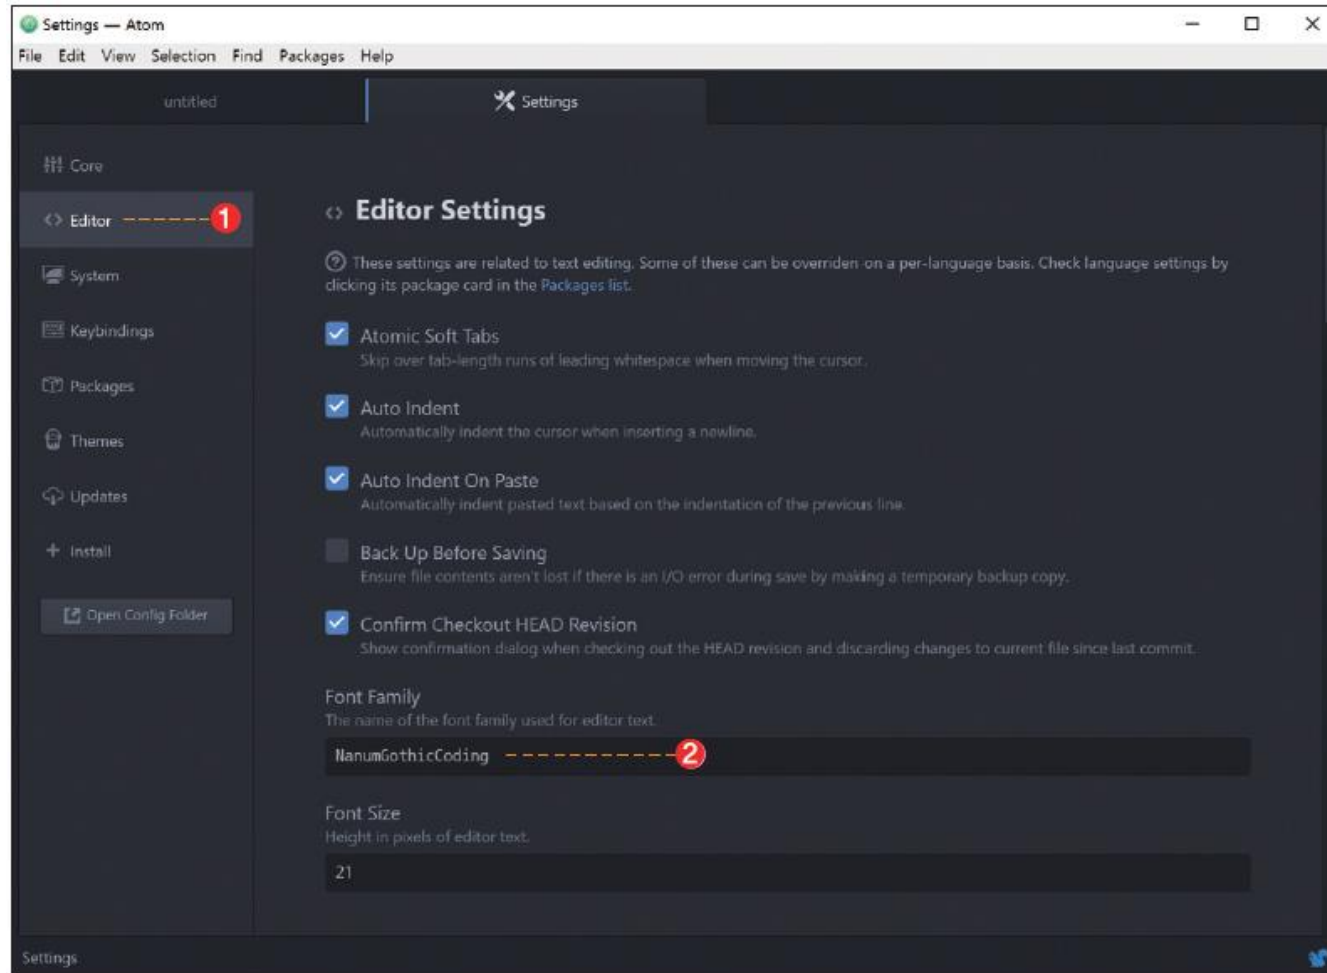 Settings — Atom
File Edit View Selection Find Packages Help
untitled
Settings
Core
Editor
1
System
Keybindings
Packages
Themes
Updates
Install
Open Config Folder
Editor Settings
These settings are related to text editing. Some of these can be overriden on a per-language basis. Check language settings by
clicking its package card in the Packages list.
Atomic Soft Tabs
Skip over tab-length runs of leading whitespace when moving the cursor.
Auto Indent
Automatically indent the cursor when inserting a newline.
Auto Indent On Paste
Automatically indent pasted text based on the indentation of the previous line.
Back Up Before Saving
Ensure file contents aren't lost if there is an I/O error during save by making a temporary backup copy.
Confirm Checkout HEAD Revision
Show confirmation dialog when checking out the HEAD revision and discarding changes to current file since last commit.
Font Family
The name of the font family used for editor text.
NanumGothicCoding
2
Font Size
Height in pixels of editor text.
21
Settings